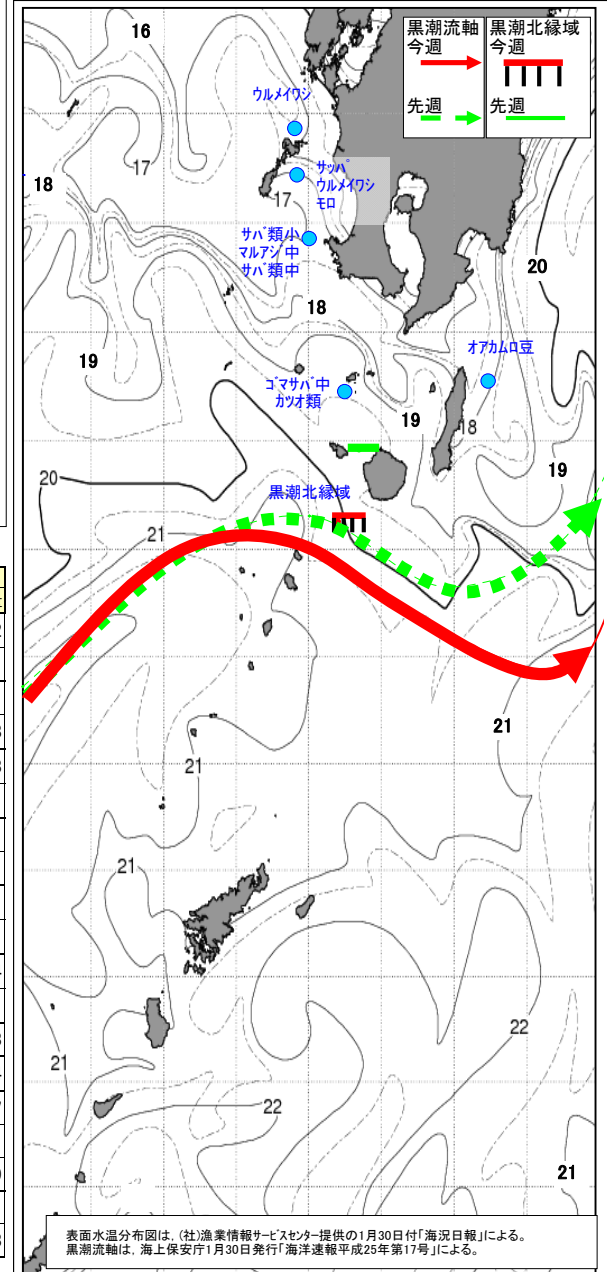 黒潮流軸
今週
先週
黒潮北縁域
今週
先週
16
ウルメイワシ
17
サッパ
ウルメイワシ
モロ
18
17
サバ類小
マルアジ中
サバ類中
20
18
オアカムロ豆
19
ゴマサバ中
カツオ類
19
18
19
20
黒潮北縁域
21
21
21
21
22
21
22
21
表面水温分布図は，(社)漁業情報サービスセンター提供の1月30日付「海況日報」による。
黒潮流軸は，海上保安庁1月30日発行「海洋速報平成25年第17号」による。